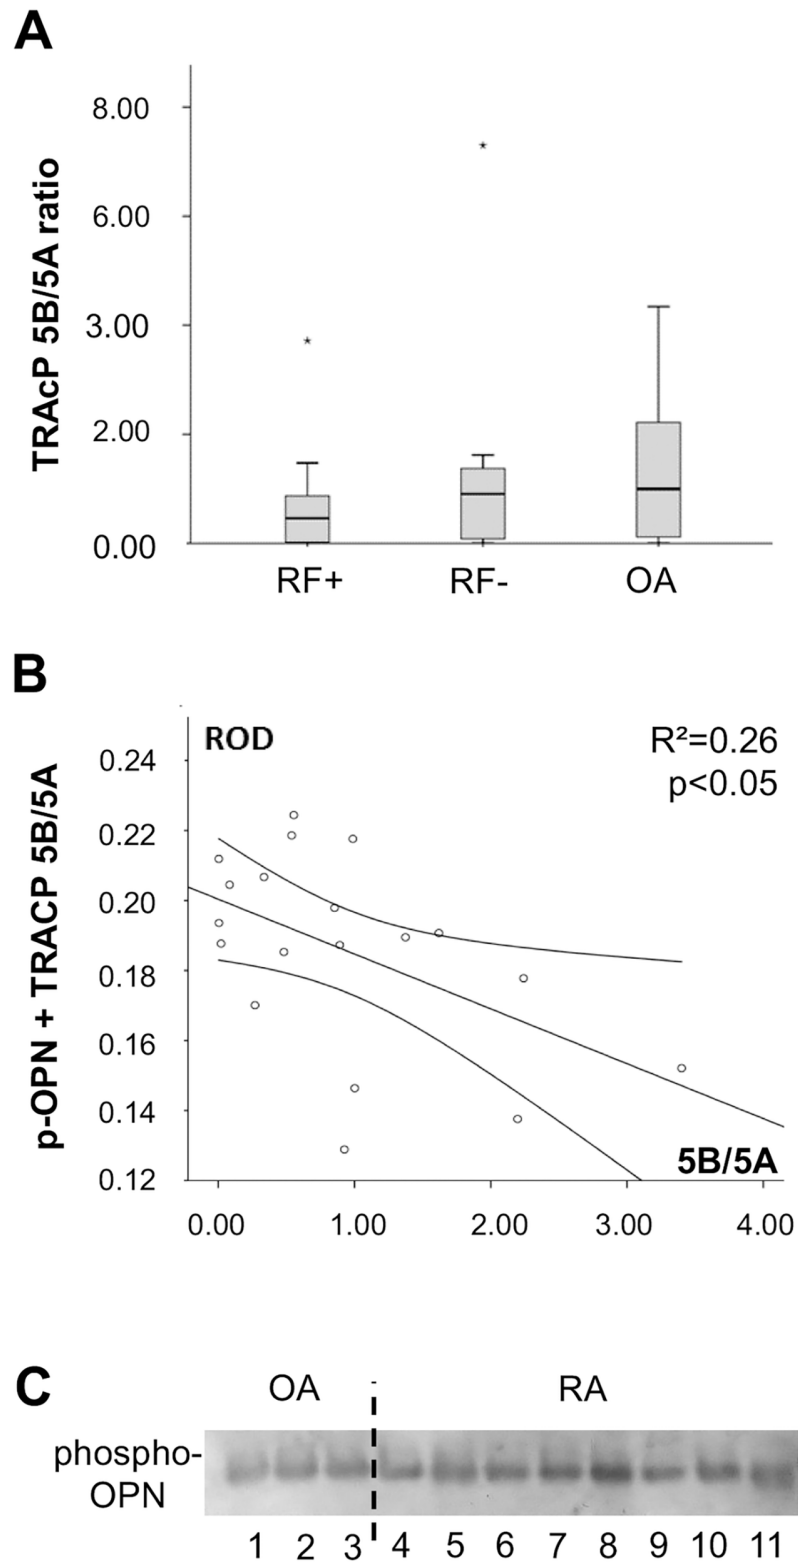 A
TRAcP 5B/5A ratio
8.00
6.00
3.00
2.00
0.00
RF+ RF- OA
B
p-OPN + TRACP 5B/5A
ROD
R²=0.26
p<0.05
0.24
0.22
0.20
0.18
0.16
0.14
0.12
5B/5A
0.00 1.00 2.00 3.00 4.00
C
OA RA
phospho-
OPN
1 2 3 4 5 6 7 8 9 10 11